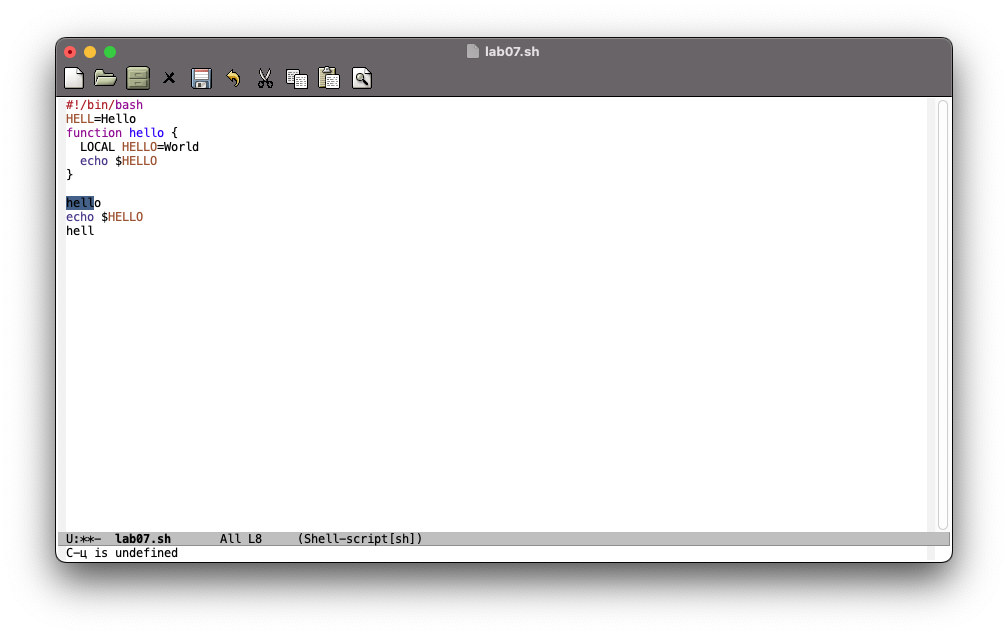 lab07.sh
#!/bin/bash
HELL=Hello
function hello {
  LOCAL HELLO=World
  echo $HELLO
}
hello
echo $HELLO
hell
U:**-  lab07.sh       All L8     (Shell-script[sh])
C-ц is undefined